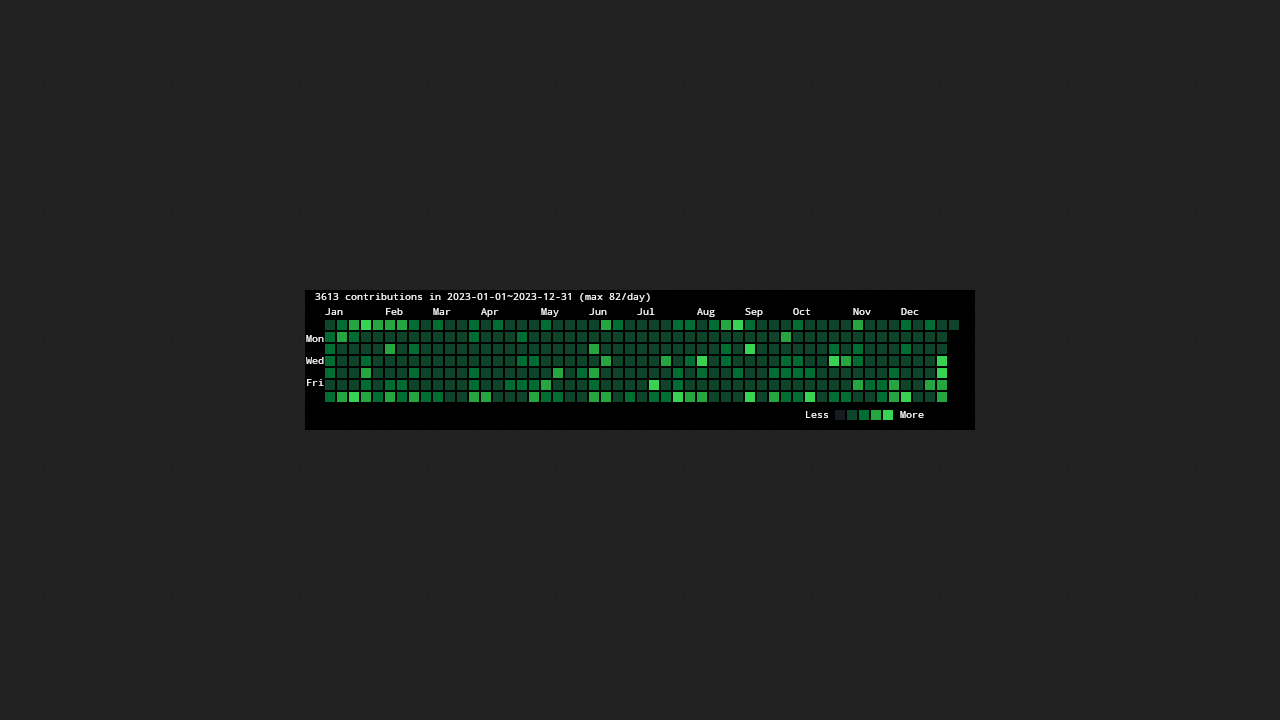 3613 contributions in 2023-01-01~2023-12-31 (max 82/day)
Jan Feb Mar Apr May Jun Jul Aug Sep Oct Nov Dec
Mon
Wed
Fri
Less More